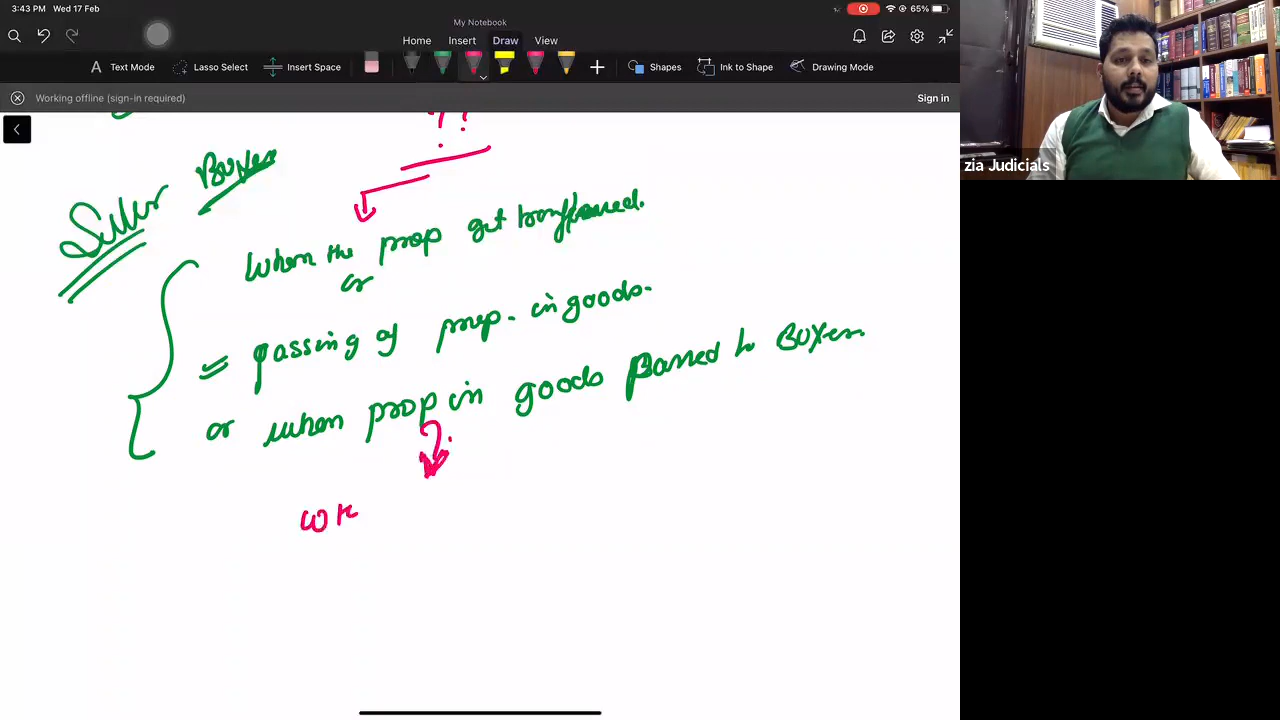 3:43 PM Wed 17 Feb
65%
My Notebook
Home Insert Draw View
Text Mode Lasso Select Insert Space Shapes Ink to Shape Drawing Mode
Working offline (sign-in required) Sign in
??
Seller Buyer
When the prop get transferred.
or
= passing of prop. in goods.
or when prop in goods passed to Buyer.
?
wh
zia Judicials